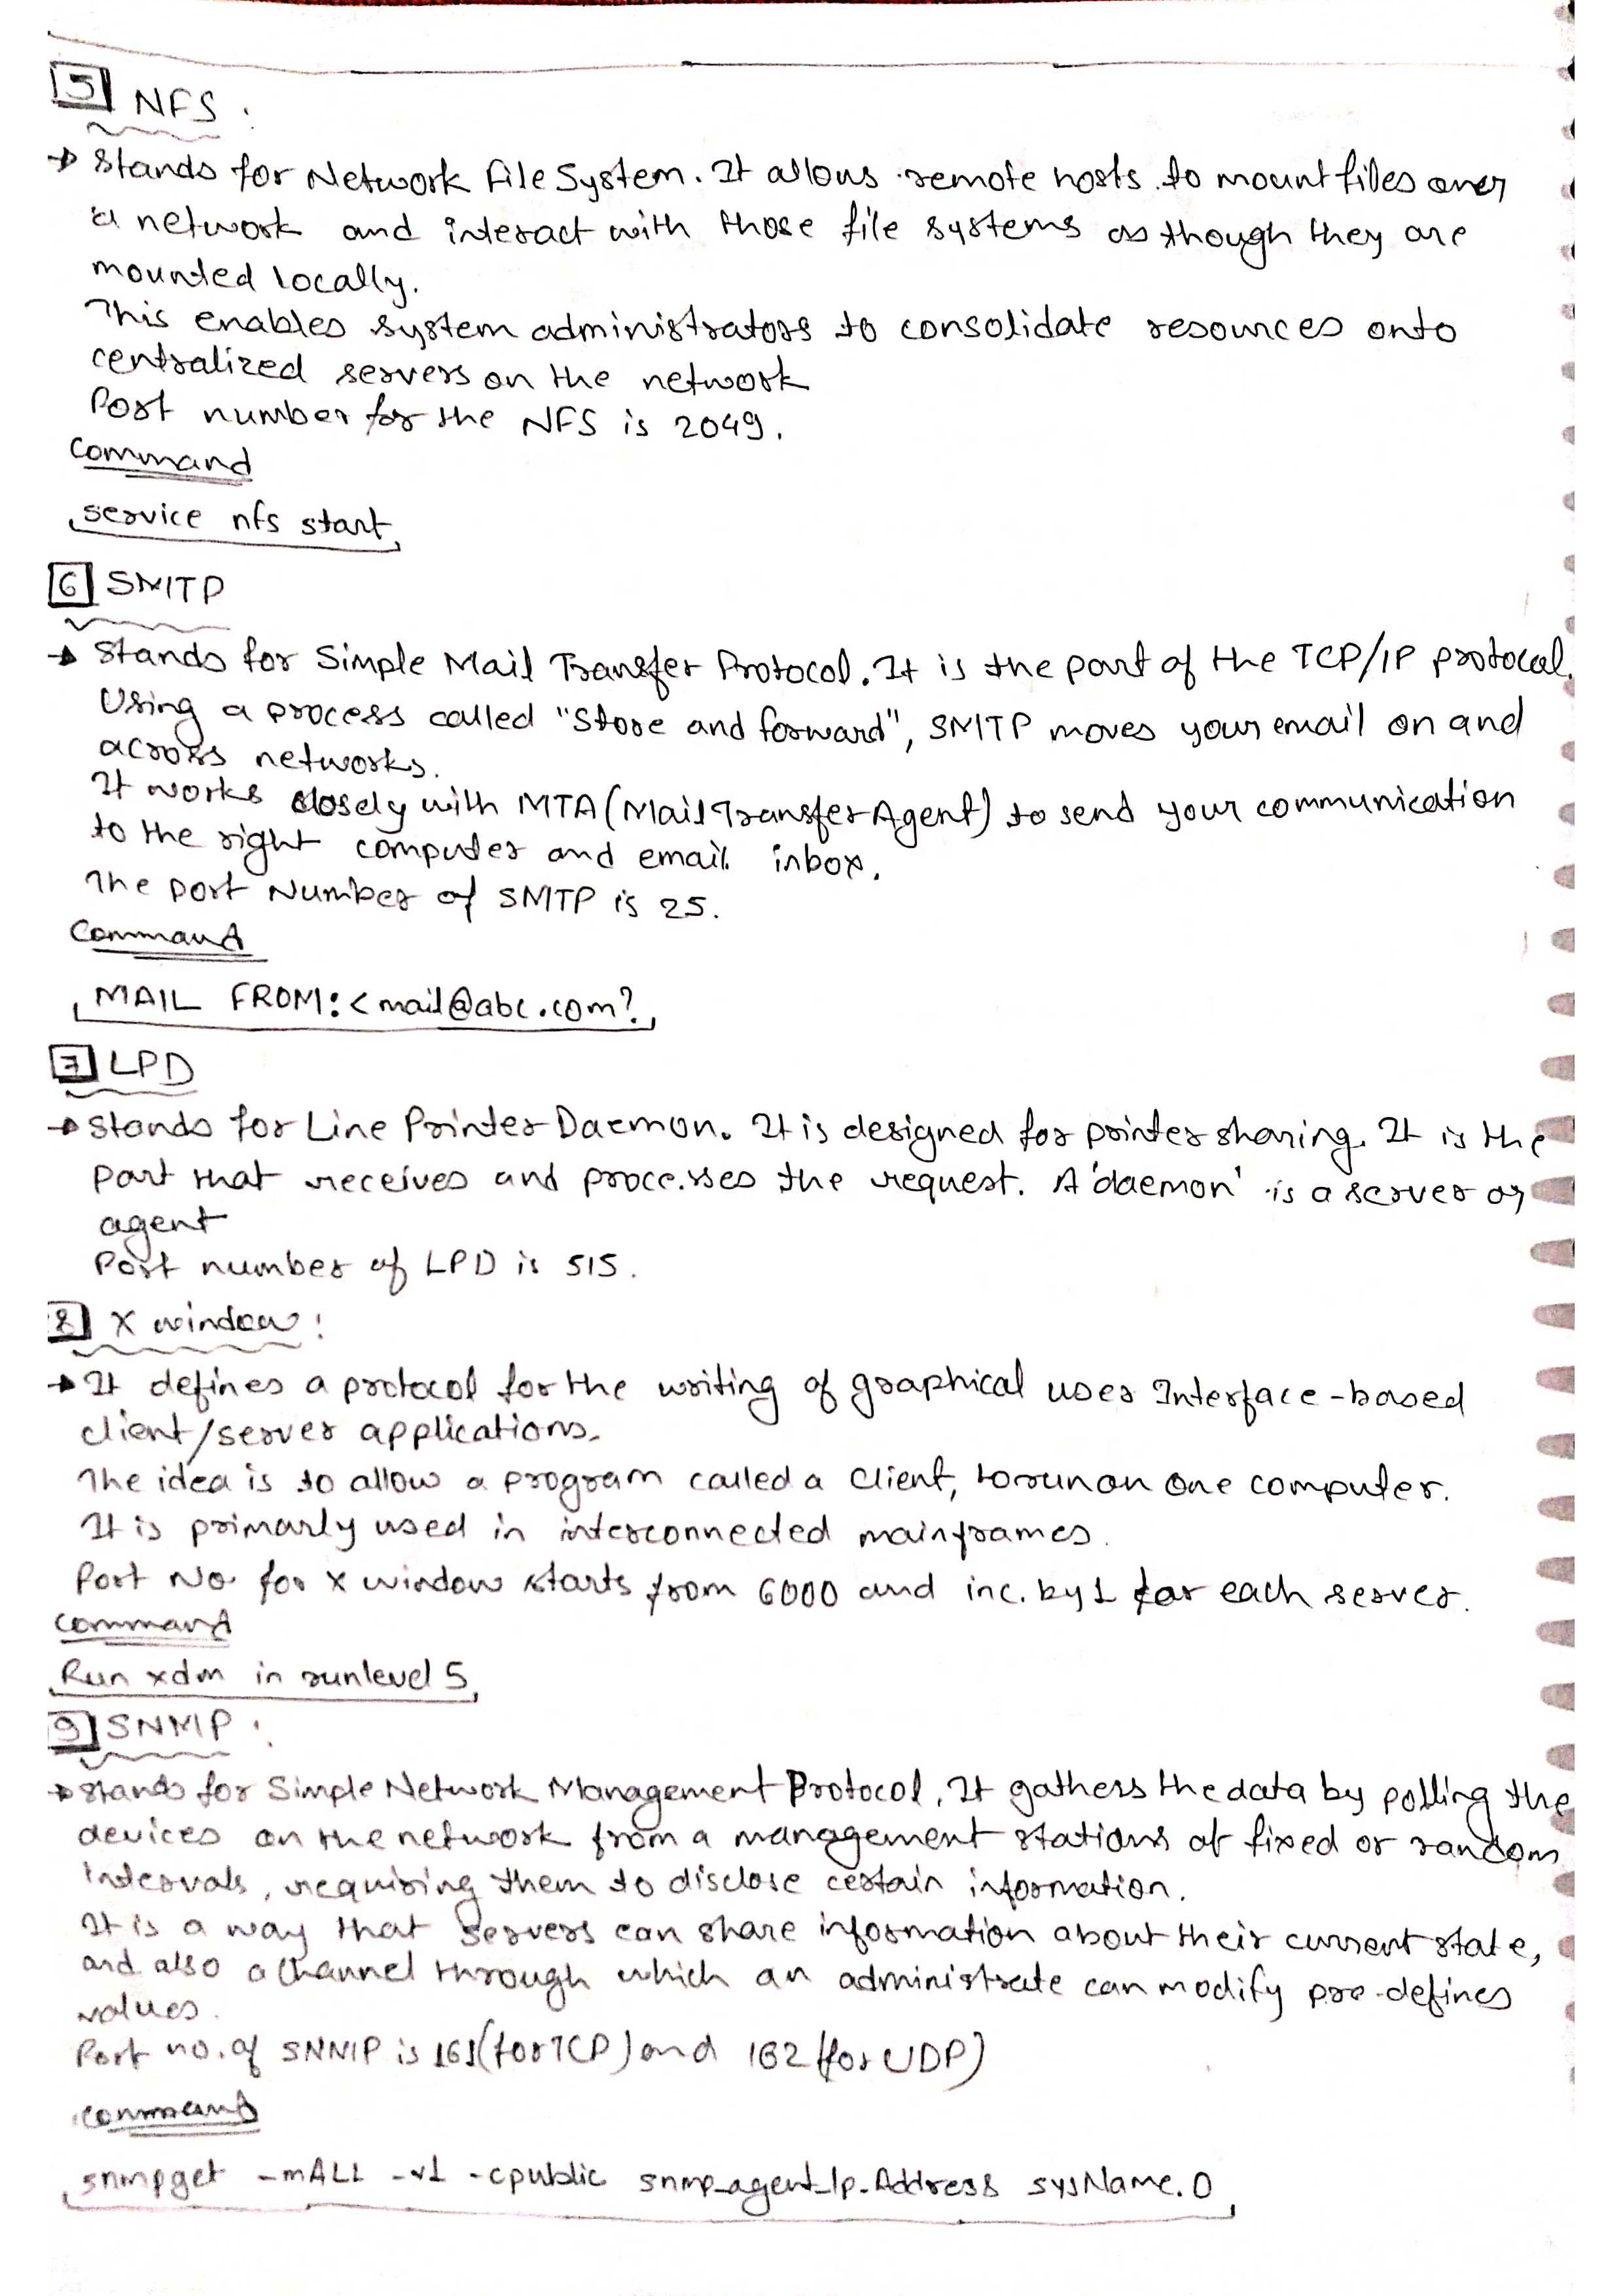 5 NFS :
→ Stands for Network File System. It allows remote hosts to mount files over
a network and interact with those file systems as though they are
mounted locally.
This enables system administrators to consolidate resources onto
centralized servers on the network
Port number for the NFS is 2049.
Command
service nfs start
6 SMTP
→ Stands for Simple Mail Transfer Protocol. It is the part of the TCP/IP protocol.
Using a process called "Store and forward", SMTP moves your email on and
across networks.
It works closely with MTA (Mail Transfer Agent) to send your communication
to the right computer and email inbox.
The port Number of SMTP is 25.
Command
MAIL FROM: <mail@abc.com?
7 LPD
→ Stands for Line Printer Daemon. It is designed for printer sharing. It is the
part that receives and processes the request. A 'daemon' is a server or
agent
Port number of LPD is 515.
8 X window :
→ It defines a protocol for the writing of graphical user Interface-based
client/server applications.
The idea is to allow a program called a client, to run on one computer.
It is primarly used in interconnected mainframes.
Port No. for X window starts from 6000 and inc. by 1 for each server.
Command
Run xdm in runlevel 5
9 SNMP :
→ stands for Simple Network Management Protocol. It gathers the data by polling the
devices on the network from a management stations at fixed or random
intervals, requiring them to disclose certain information.
It is a way that servers can share information about their current state,
and also a channel through which an administrate can modify pre-defines
values.
Port no. of SNMP is 161(for TCP) and 162 (for UDP)
command
snmpget -mALL -v1 -cpublic snmp_agent_Ip_Address sysName.0